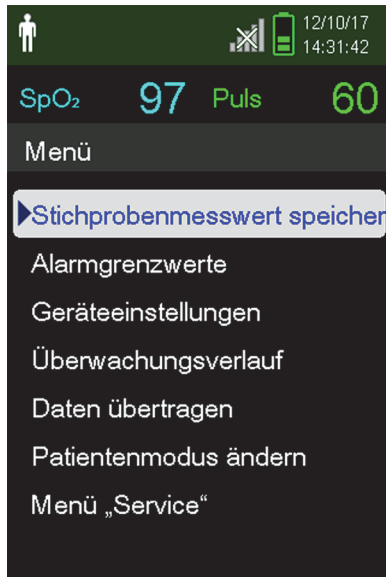 12/10/17
14:31:42
SpO₂ 97 Puls 60
Menü
Stichprobenmesswert speicher
Alarmgrenzwerte
Geräteeinstellungen
Überwachungsverlauf
Daten übertragen
Patientenmodus ändern
Menü „Service“